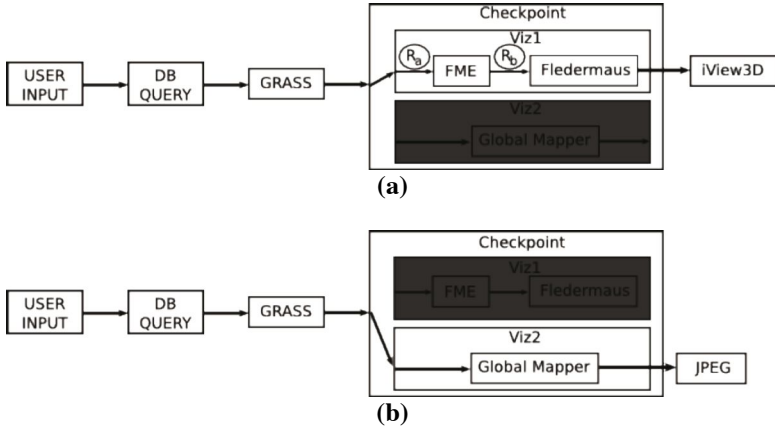 Checkpoint
Viz1
Ra
Rb
USER INPUT
DB QUERY
GRASS
FME
Fledermaus
iView3D
Viz2
Global Mapper
(a)
Checkpoint
Viz1
FME
Fledermaus
USER INPUT
DB QUERY
GRASS
Viz2
Global Mapper
JPEG
(b)